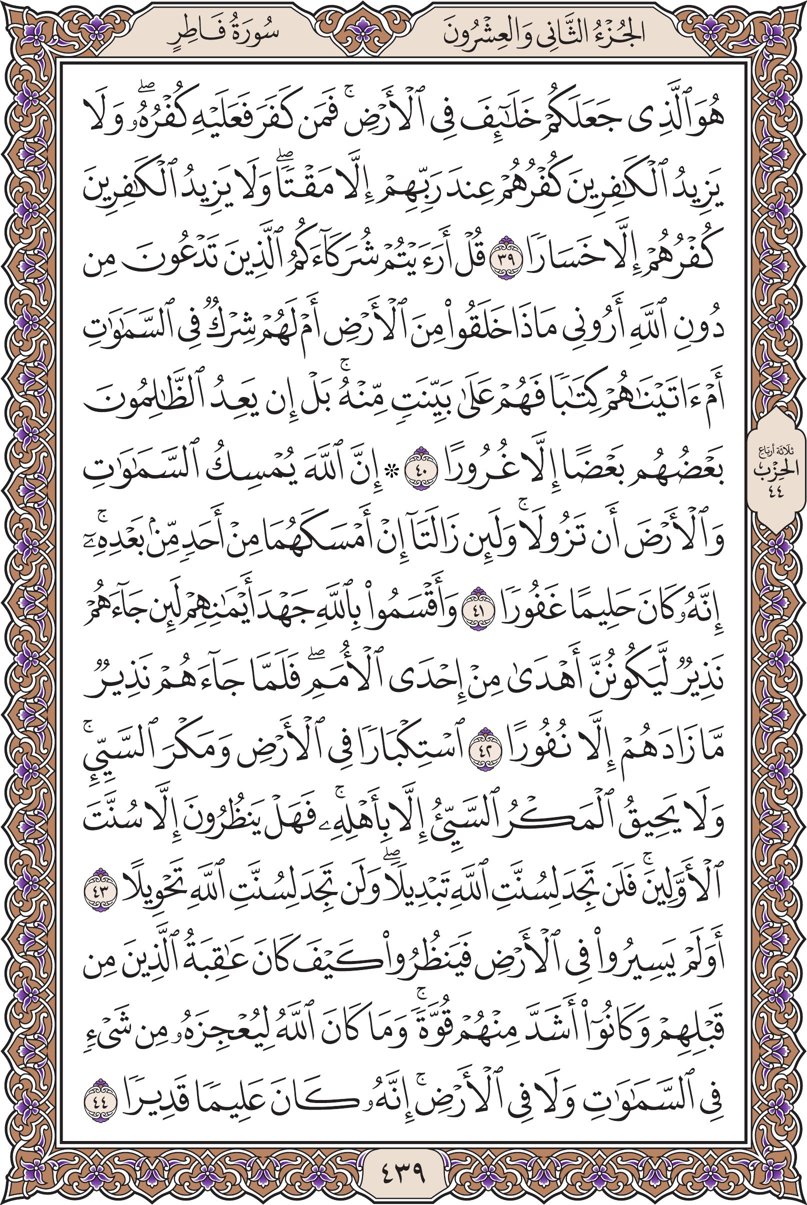 سُورَةُ فَاطِرٍ
الجُزْءُ الثَّانِي وَالعِشْرُونَ
هُوَ ٱلَّذِى جَعَلَكُمْ خَلَٰٓئِفَ فِى ٱلْأَرْضِ ۚ فَمَن كَفَرَ فَعَلَيْهِ كُفْرُهُۥ ۖ وَلَا
يَزِيدُ ٱلْكَٰفِرِينَ كُفْرُهُمْ عِندَ رَبِّهِمْ إِلَّا مَقْتًا ۖ وَلَا يَزِيدُ ٱلْكَٰفِرِينَ
كُفْرُهُمْ إِلَّا خَسَارًا ٣٩ قُلْ أَرَءَيْتُمْ شُرَكَآءَكُمُ ٱلَّذِينَ تَدْعُونَ مِن
دُونِ ٱللَّهِ أَرُونِى مَاذَا خَلَقُوا۟ مِنَ ٱلْأَرْضِ أَمْ لَهُمْ شِرْكٌ فِى ٱلسَّمَٰوَٰتِ
أَمْ ءَاتَيْنَٰهُمْ كِتَٰبًا فَهُمْ عَلَىٰ بَيِّنَتٍ مِّنْهُ ۚ بَلْ إِن يَعِدُ ٱلظَّٰلِمُونَ
بَعْضُهُم بَعْضًا إِلَّا غُرُورًا ٤٠ ۞ إِنَّ ٱللَّهَ يُمْسِكُ ٱلسَّمَٰوَٰتِ
وَٱلْأَرْضَ أَن تَزُولَا ۚ وَلَئِن زَالَتَآ إِنْ أَمْسَكَهُمَا مِنْ أَحَدٍ مِّنۢ بَعْدِهِۦٓ ۚ
إِنَّهُۥ كَانَ حَلِيمًا غَفُورًا ٤١ وَأَقْسَمُوا۟ بِٱللَّهِ جَهْدَ أَيْمَٰنِهِمْ لَئِن جَآءَهُمْ
نَذِيرٌ لَّيَكُونُنَّ أَهْدَىٰ مِنْ إِحْدَى ٱلْأُمَمِ ۖ فَلَمَّا جَآءَهُمْ نَذِيرٌ
مَّا زَادَهُمْ إِلَّا نُفُورًا ٤٢ ٱسْتِكْبَارًا فِى ٱلْأَرْضِ وَمَكْرَ ٱلسَّيِّئِ ۚ
وَلَا يَحِيقُ ٱلْمَكْرُ ٱلسَّيِّئُ إِلَّا بِأَهْلِهِۦ ۚ فَهَلْ يَنظُرُونَ إِلَّا سُنَّتَ
ٱلْأَوَّلِينَ ۚ فَلَن تَجِدَ لِسُنَّتِ ٱللَّهِ تَبْدِيلًا ۖ وَلَن تَجِدَ لِسُنَّتِ ٱللَّهِ تَحْوِيلًا ٤٣
أَوَلَمْ يَسِيرُوا۟ فِى ٱلْأَرْضِ فَيَنظُرُوا۟ كَيْفَ كَانَ عَٰقِبَةُ ٱلَّذِينَ مِن
قَبْلِهِمْ وَكَانُوٓا۟ أَشَدَّ مِنْهُمْ قُوَّةً ۚ وَمَا كَانَ ٱللَّهُ لِيُعْجِزَهُۥ مِن شَىْءٍ
فِى ٱلسَّمَٰوَٰتِ وَلَا فِى ٱلْأَرْضِ ۚ إِنَّهُۥ كَانَ عَلِيمًا قَدِيرًا ٤٤
ثلاثة أرباع
الحزب
٤٤
٤٣٩